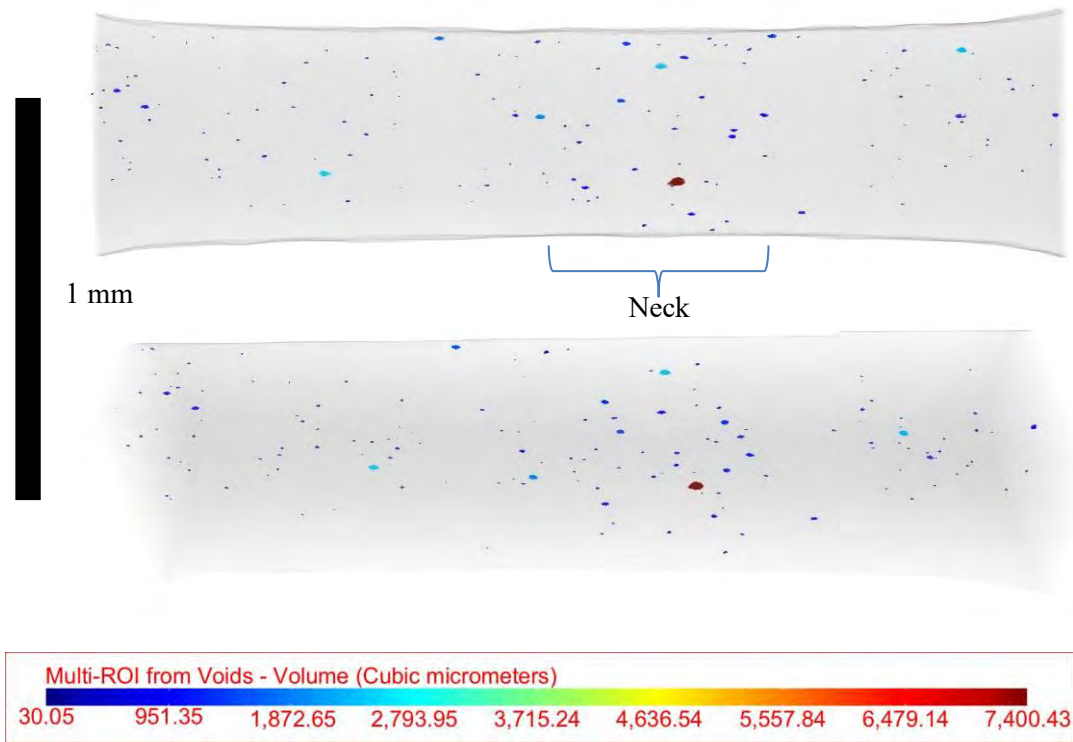 1 mm
Neck
Multi-ROI from Voids - Volume (Cubic micrometers)
30.05 951.35 1,872.65 2,793.95 3,715.24 4,636.54 5,557.84 6,479.14 7,400.43